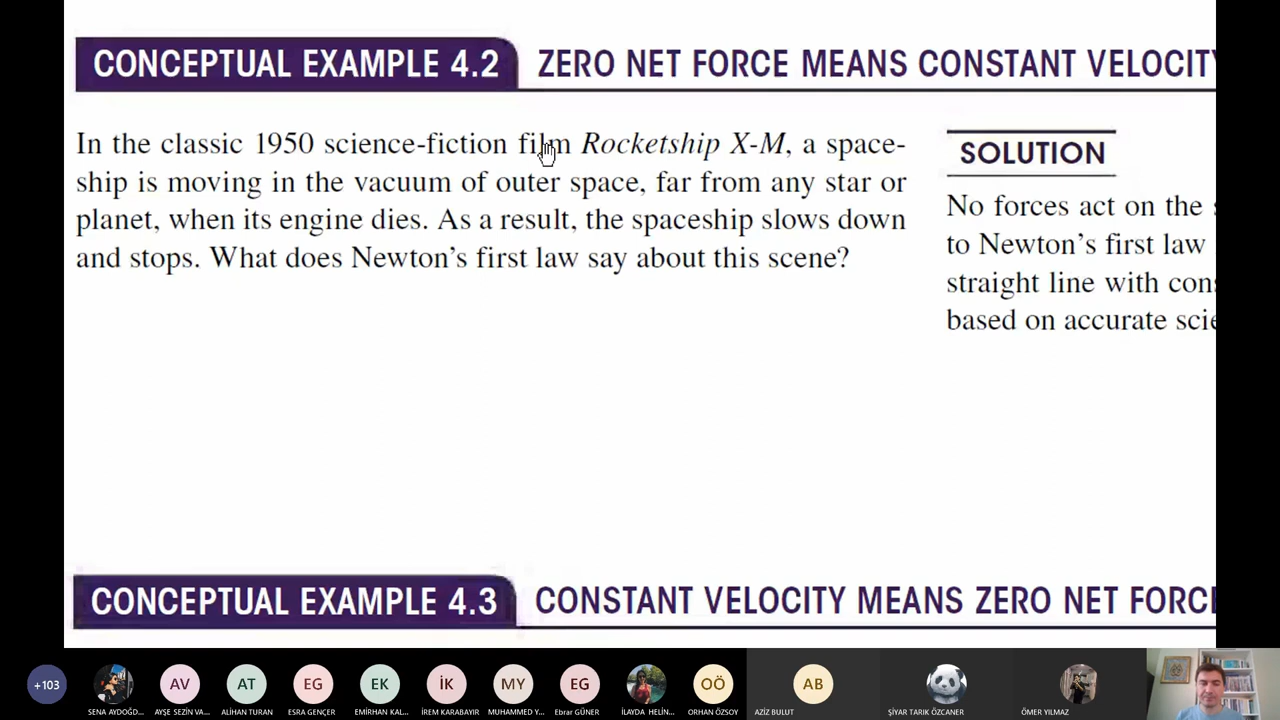 CONCEPTUAL EXAMPLE 4.2 ZERO NET FORCE MEANS CONSTANT VELOCITY
In the classic 1950 science-fiction film Rocketship X-M, a space-
ship is moving in the vacuum of outer space, far from any star or
planet, when its engine dies. As a result, the spaceship slows down
and stops. What does Newton's first law say about this scene?
SOLUTION
No forces act on the
to Newton's first law
straight line with
based on accurate
CONCEPTUAL EXAMPLE 4.3 CONSTANT VELOCITY MEANS ZERO NET FORCE
+103 AV AT EG EK İK MY EG OÖ AB
SENA AYDOĞD... AYŞE SEZİN VA... ALİHAN TURAN ESRA GENÇER EMİRHAN KAL... İREM KARABAYIR MUHAMMED Y... Ebrar GÜNER İLAYDA HELİN... ORHAN ÖZSOY AZİZ BULUT ŞİYAR TARIK ÖZCANER ÖMER YILMAZ